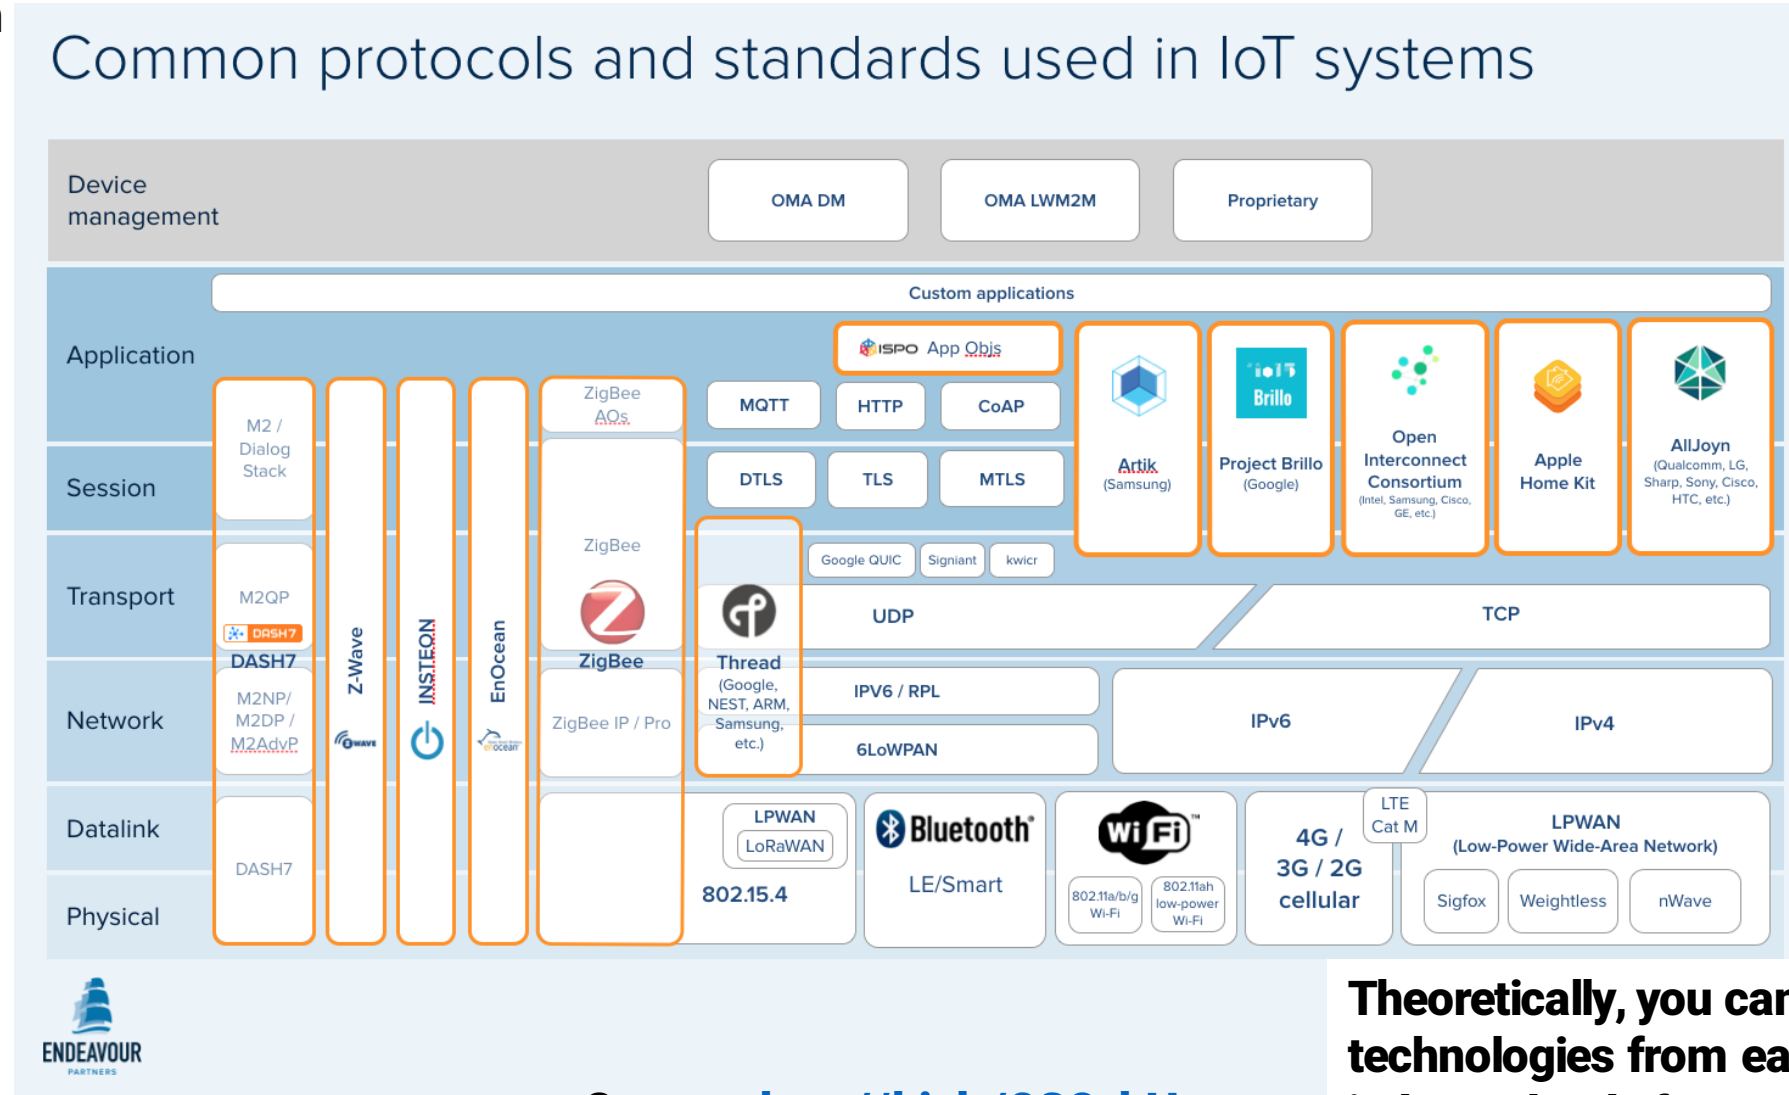 Common protocols and standards used in IoT systems
Device
management
OMA DM
OMA LWM2M
Proprietary
Application
Custom applications
ISPO App Objs
M2 /
Dialog
Stack
ZigBee
AOs
MQTT
HTTP
CoAP
Artik
(Samsung)
Brillo
Project Brillo
(Google)
Open
Interconnect
Consortium
(Intel, Samsung, Cisco,
GE, etc.)
Apple
Home Kit
AllJoyn
(Qualcomm, LG,
Sharp, Sony, Cisco,
HTC, etc.)
Session
DTLS
TLS
MTLS
Transport
M2QP
DASH7
DASH7
Z-Wave
WAVE
INSTEON
EnOcean
enocean
ZigBee
ZigBee
Thread
(Google,
NEST, ARM,
Samsung,
etc.)
Google QUIC
Signiant
kwicr
UDP
TCP
Network
M2NP/
M2DP /
M2AdvP
ZigBee IP / Pro
IPV6 / RPL
6LoWPAN
IPv6
IPv4
Datalink
Physical
DASH7
LPWAN
LoRaWAN
802.15.4
Bluetooth
LE/Smart
Wi Fi
802.11a/b/g
Wi-Fi
802.11ah
low-power
Wi-Fi
4G /
3G / 2G
cellular
LTE
Cat M
LPWAN
(Low-Power Wide-Area Network)
Sigfox
Weightless
nWave
ENDEAVOUR
PARTNERS
Theoretically, you can
technologies from ea